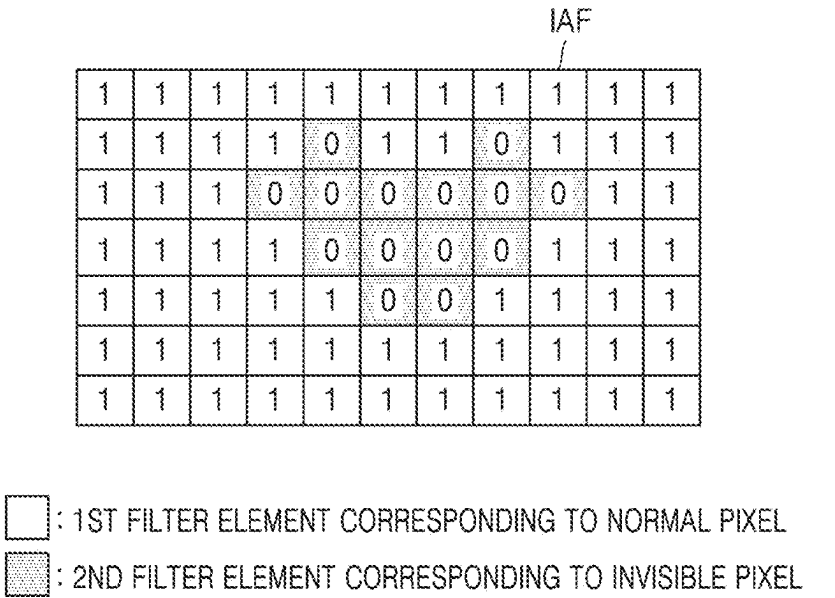 IAF
1 1 1 1 1 1 1 1 1 1 1
1 1 1 1 0 1 1 0 1 1 1
1 1 1 0 0 0 0 0 0 1 1
1 1 1 1 0 0 0 0 1 1 1
1 1 1 1 1 0 0 1 1 1 1
1 1 1 1 1 1 1 1 1 1 1
1 1 1 1 1 1 1 1 1 1 1
: 1ST FILTER ELEMENT CORRESPONDING TO NORMAL PIXEL
: 2ND FILTER ELEMENT CORRESPONDING TO INVISIBLE PIXEL